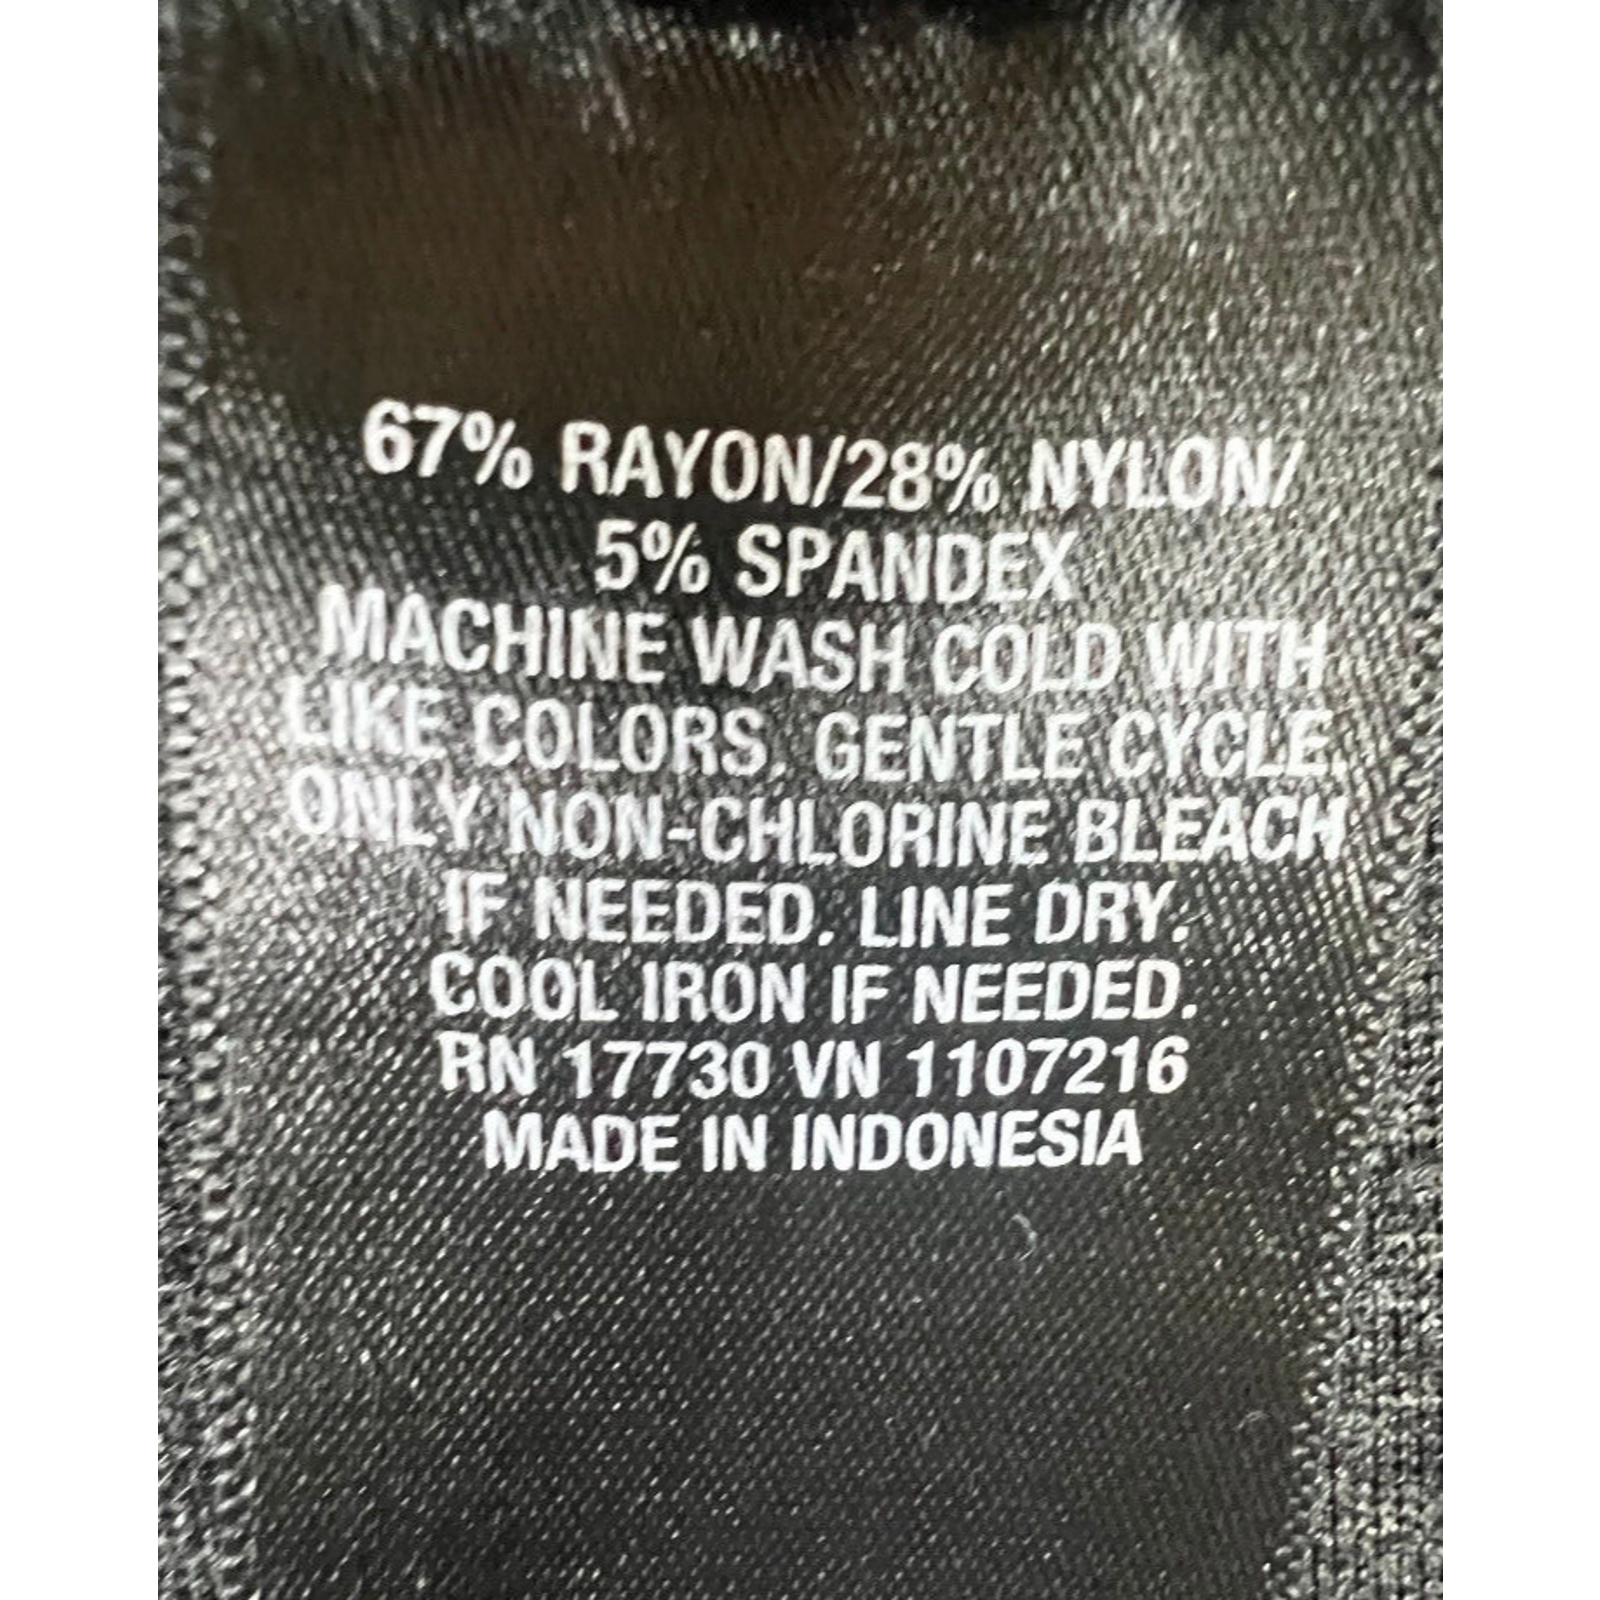 67% RAYON/28% NYLON/
5% SPANDEX
MACHINE WASH COLD WITH
LIKE COLORS. GENTLE CYCLE.
ONLY NON-CHLORINE BLEACH
IF NEEDED. LINE DRY.
COOL IRON IF NEEDED.
RN 17730 VN 1107216
MADE IN INDONESIA